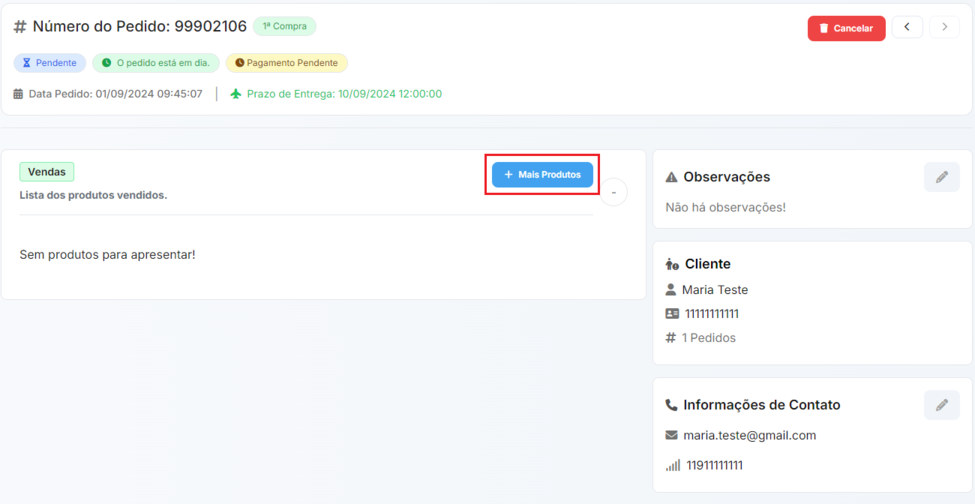 # Número do Pedido: 99902106 1ª Compra
Cancelar
Pendente O pedido está em dia. Pagamento Pendente
Data Pedido: 01/09/2024 09:45:07 | Prazo de Entrega: 10/09/2024 12:00:00
Vendas
+ Mais Produtos
-
Lista dos produtos vendidos.
Sem produtos para apresentar!
Observações
Não há observações!
Cliente
Maria Teste
11111111111
# 1 Pedidos
Informações de Contato
maria.teste@gmail.com
11911111111